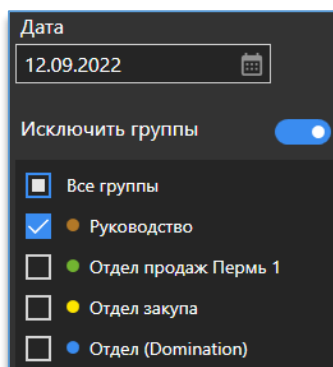 Дата
12.09.2022
Исключить группы
Все группы
Руководство
Отдел продаж Пермь 1
Отдел закупа
Отдел (Domination)